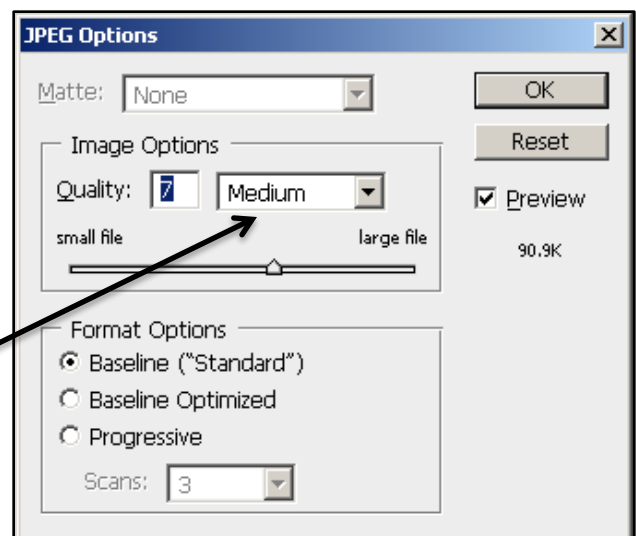 JPEG Options
Matte: None
OK
Image Options
Reset
Quality: 7 Medium
Preview
small file large file
90.9K
Format Options
Baseline ("Standard")
Baseline Optimized
Progressive
Scans: 3